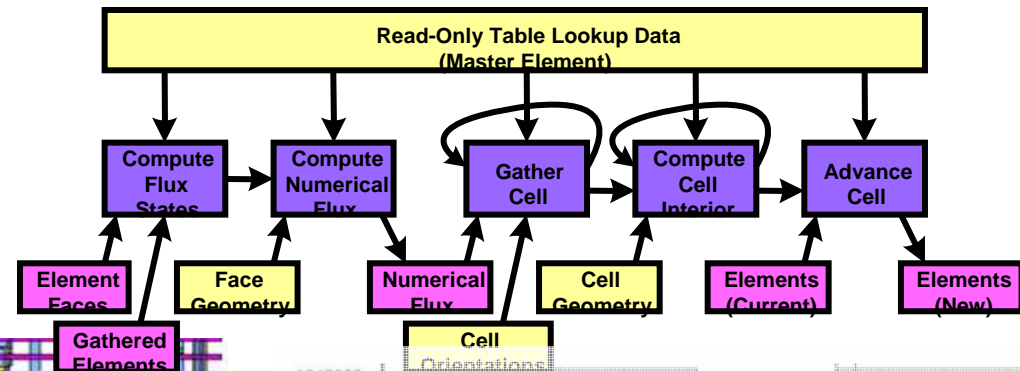 Read-Only Table Lookup Data
(Master Element)
Compute
Flux
States
Compute
Numerical
Flux
Gather
Cell
Compute
Cell
Interior
Advance
Cell
Element
Faces
Face
Geometry
Numerical
Flux
Cell
Geometry
Elements
(Current)
Elements
(New)
Gathered
Elements
Cell
Orientations